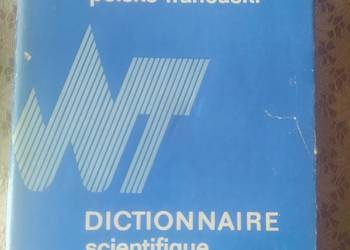 polsko-francuski
WNT
DICTIONNAIRE
scientifique